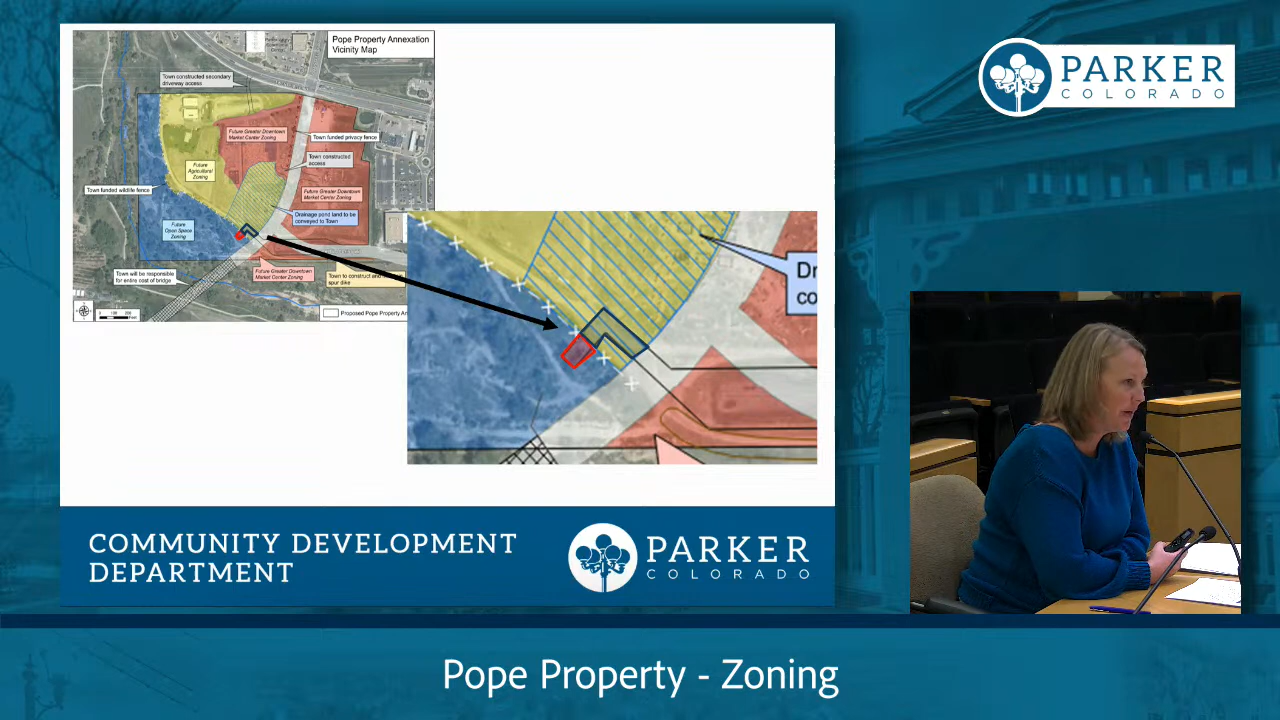 Pope Property Annexation
Vicinity Map
Town constructed secondary
driveway access
Future Greater Downtown
Market Center Zoning
Town funded privacy fence
Town constructed
access
Future
Agricultural
Zoning
Town funded wildlife fence
Future Greater Downtown
Market Center Zoning
Drainage pond land to be
conveyed to Town
Future
Open Space
Zoning
Town will be responsible
for entire cost of bridge
Future Greater Downtown
Market Center Zoning
Town to construct and
spur dike
Proposed Pope Property An
Dr
co
COMMUNITY DEVELOPMENT
DEPARTMENT
PARKER
COLORADO
PARKER
COLORADO
Pope Property - Zoning